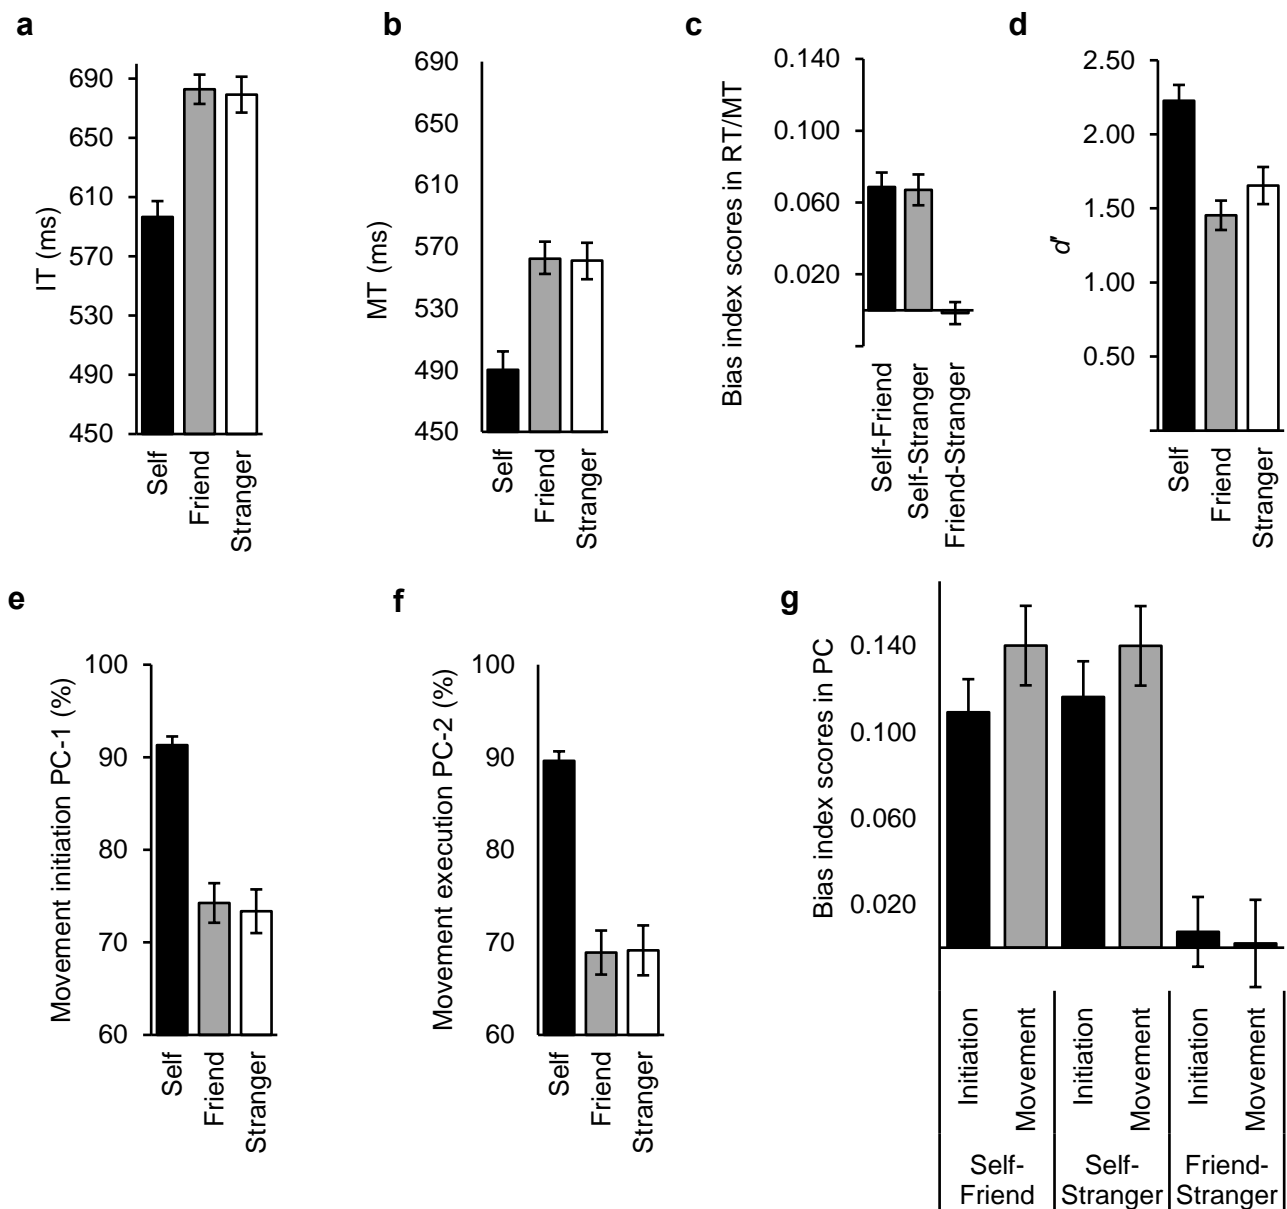 a
IT (ms)
690
650
610
570
530
490
450
Self
Friend
Stranger
b
MT (ms)
690
650
610
570
530
490
450
Self
Friend
Stranger
c
Bias index scores in RT/MT
0.140
0.100
0.060
0.020
Self-Friend
Self-Stranger
Friend-Stranger
d
d'
2.50
2.00
1.50
1.00
0.50
Self
Friend
Stranger
e
Movement initiation PC-1 (%)
100
90
80
70
60
Self
Friend
Stranger
f
Movement execution PC-2 (%)
100
90
80
70
60
Self
Friend
Stranger
g
Bias index scores in PC
0.140
0.100
0.060
0.020
Initiation
Movement
Initiation
Movement
Initiation
Movement
Self-
Friend
Self-
Stranger
Friend-
Stranger